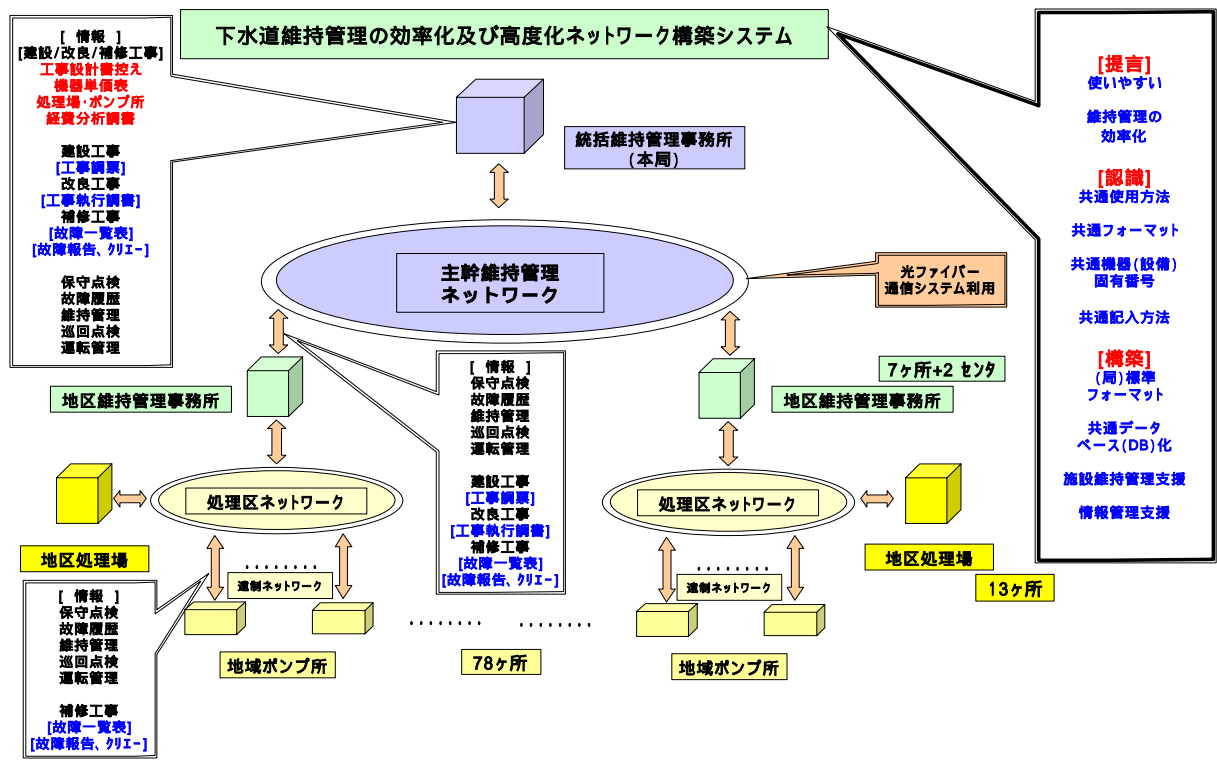 下水道維持管理の効率化及び高度化ネットワーク構築システム
[ 情報 ]
[建設/改良/補修工事]
工事設計書控え
機器単価表
処理場・ポンプ所
経費分析調書
建設工事
[工事調票]
改良工事
[工事執行調書]
補修工事
[故障一覧表]
[故障報告、クリエー]
保守点検
故障履歴
維持管理
巡回点検
運転管理
統括維持管理事務所
(本局)
主幹維持管理
ネットワーク
光ファイバー
通信システム利用
[提言]
使いやすい
維持管理の
効率化
[認識]
共通使用方法
共通フォーマット
共通機器(設備)
固有番号
共通記入方法
[構築]
(局)標準
フォーマット
共通データ
ベース(DB)化
施設維持管理支援
情報管理支援
地区維持管理事務所
[ 情報 ]
保守点検
故障履歴
維持管理
巡回点検
運転管理
建設工事
[工事調票]
改良工事
[工事執行調書]
補修工事
[故障一覧表]
[故障報告、クリエー]
7ヶ所+2 センタ
地区維持管理事務所
処理区ネットワーク
処理区ネットワーク
地区処理場
地区処理場
13ヶ所
遠制ネットワーク
遠制ネットワーク
[ 情報 ]
保守点検
故障履歴
維持管理
巡回点検
運転管理
補修工事
[故障一覧表]
[故障報告、クリエー]
地域ポンプ所
78ヶ所
地域ポンプ所